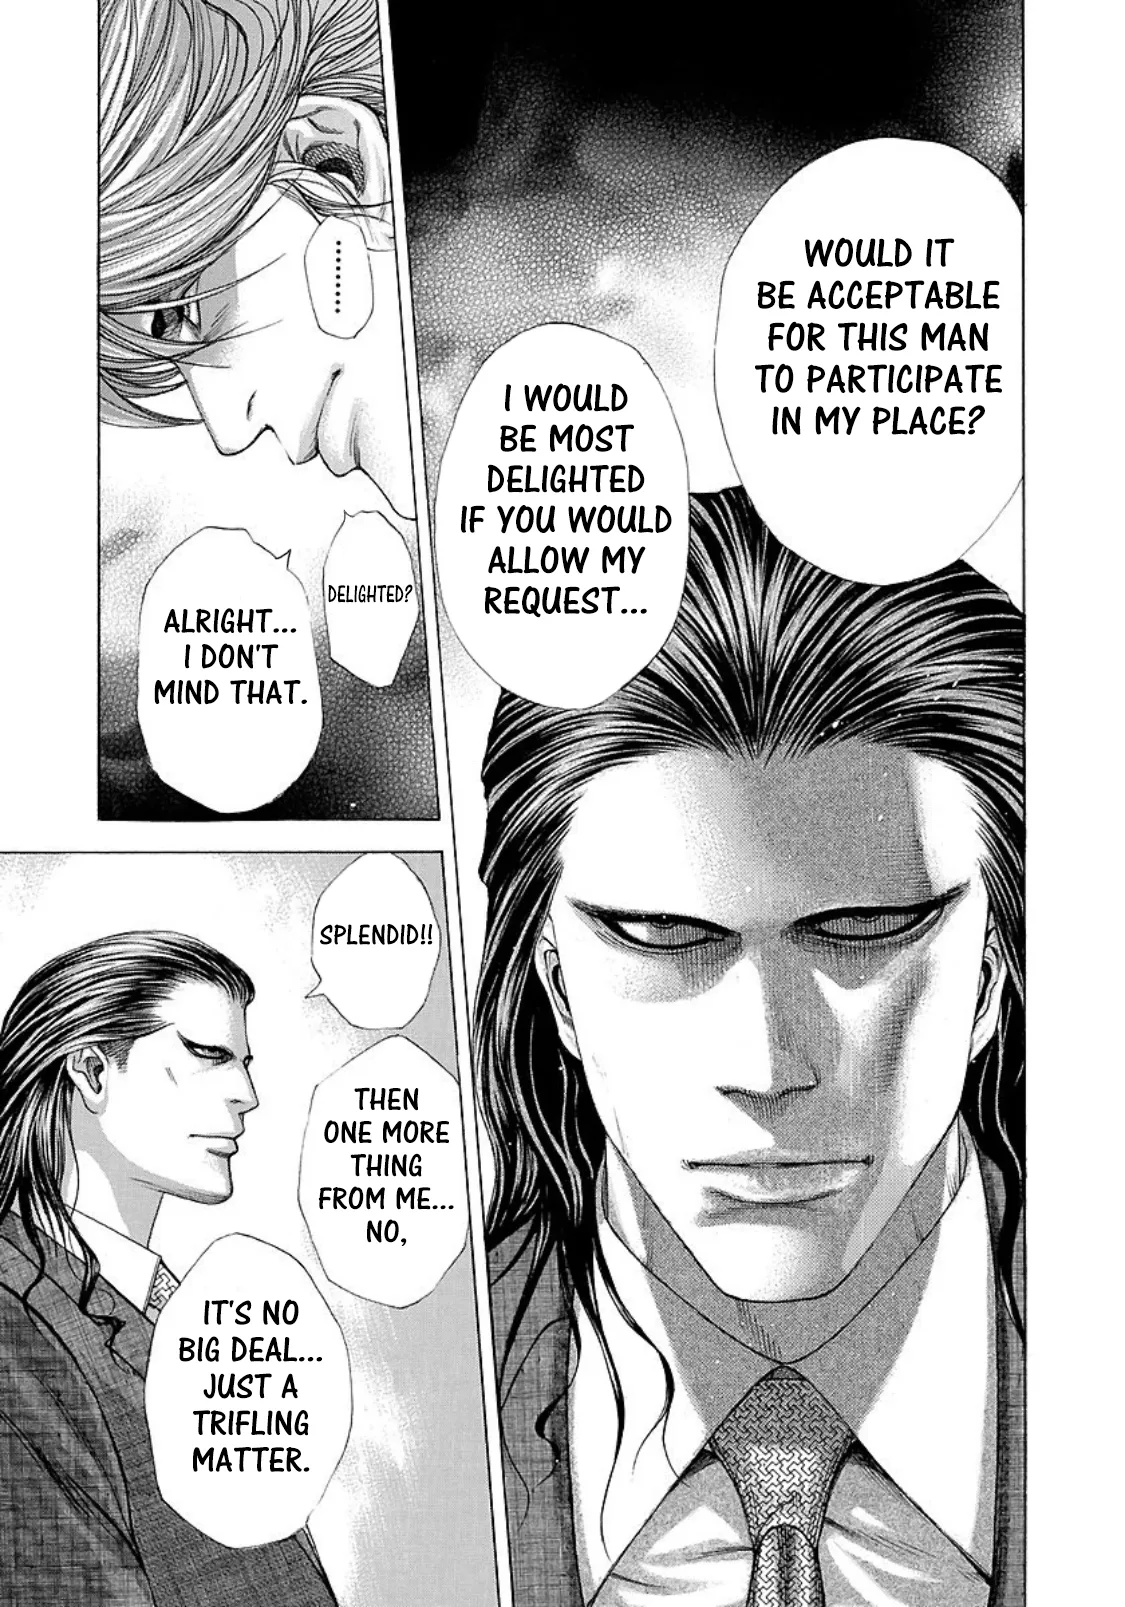 WOULD IT
BE ACCEPTABLE
FOR THIS MAN
TO PARTICIPATE
IN MY PLACE?
I WOULD
BE MOST
DELIGHTED
IF YOU WOULD
ALLOW MY
REQUEST...
.........
DELIGHTED?
ALRIGHT...
I DON'T
MIND THAT.
SPLENDID!!
THEN
ONE MORE
THING
FROM ME...
NO,
IT'S NO
BIG DEAL...
JUST A
TRIFLING
MATTER.